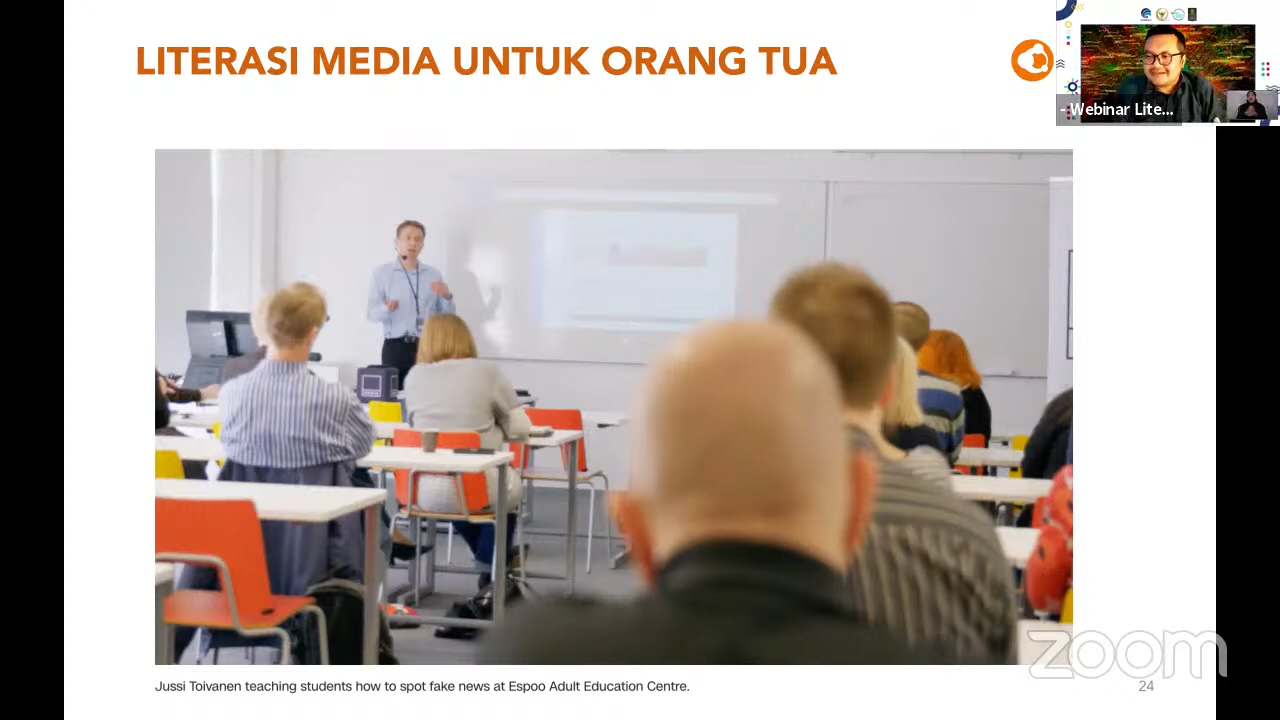 LITERASI MEDIA UNTUK ORANG TUA
- Webinar Lite...
Jussi Toivanen teaching students how to spot fake news at Espoo Adult Education Centre.
zoom
24